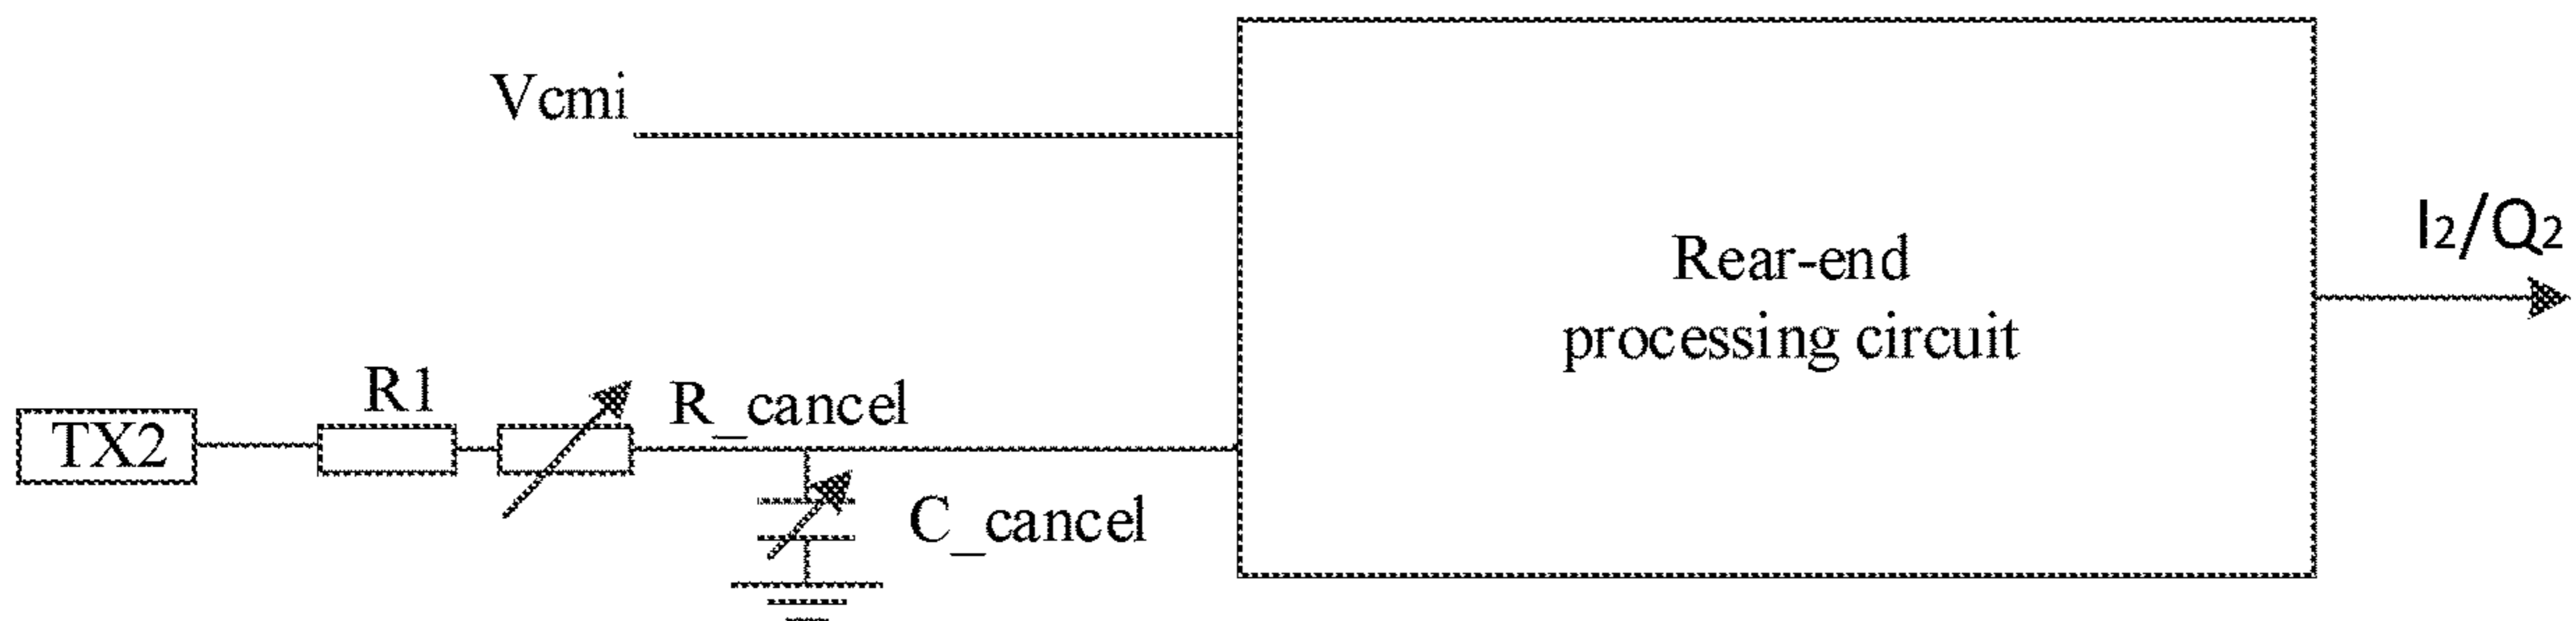 Vcmi
I2/Q2
Rear-end
processing circuit
R1
R_cancel
TX2
C_cancel